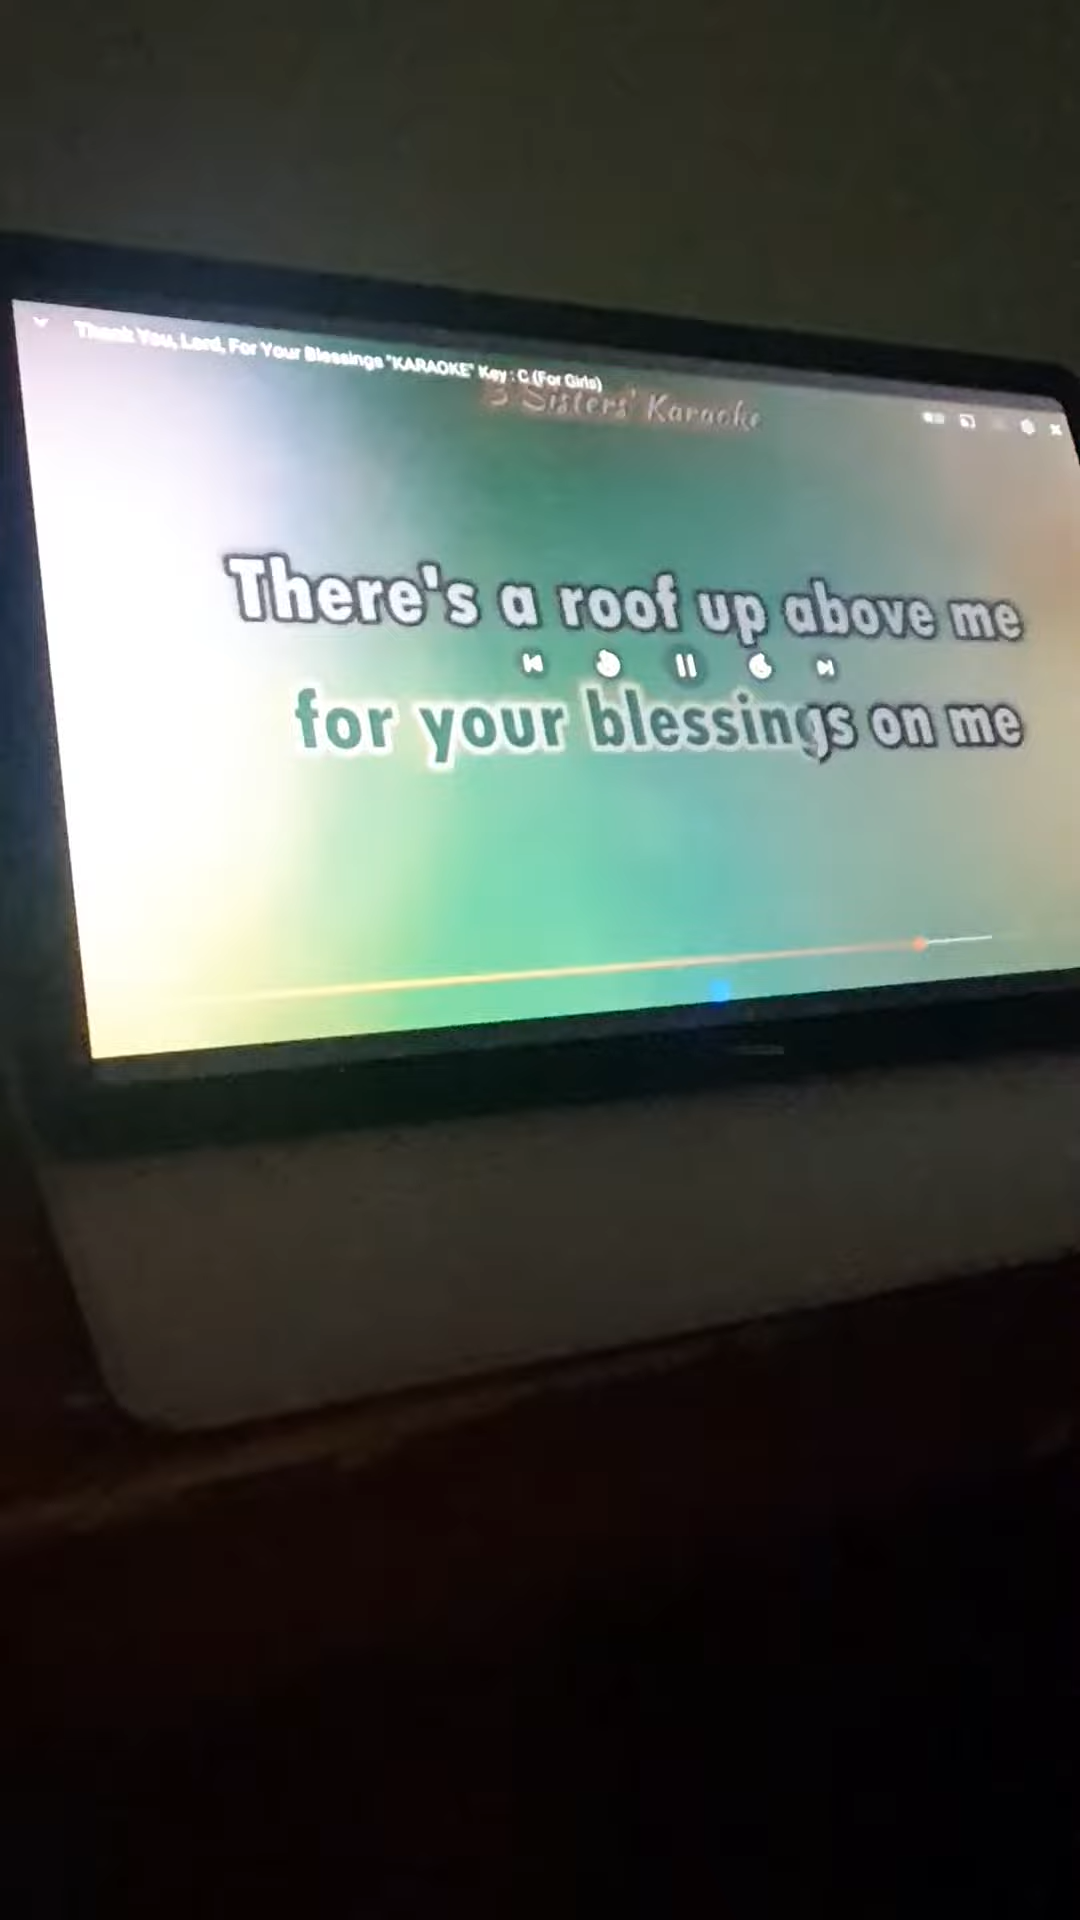 Thank You, Lord, For Your Blessings "KARAOKE" Key : C (For Girls)
3 Sisters' Karaoke
There's a roof up above me
for your blessings on me